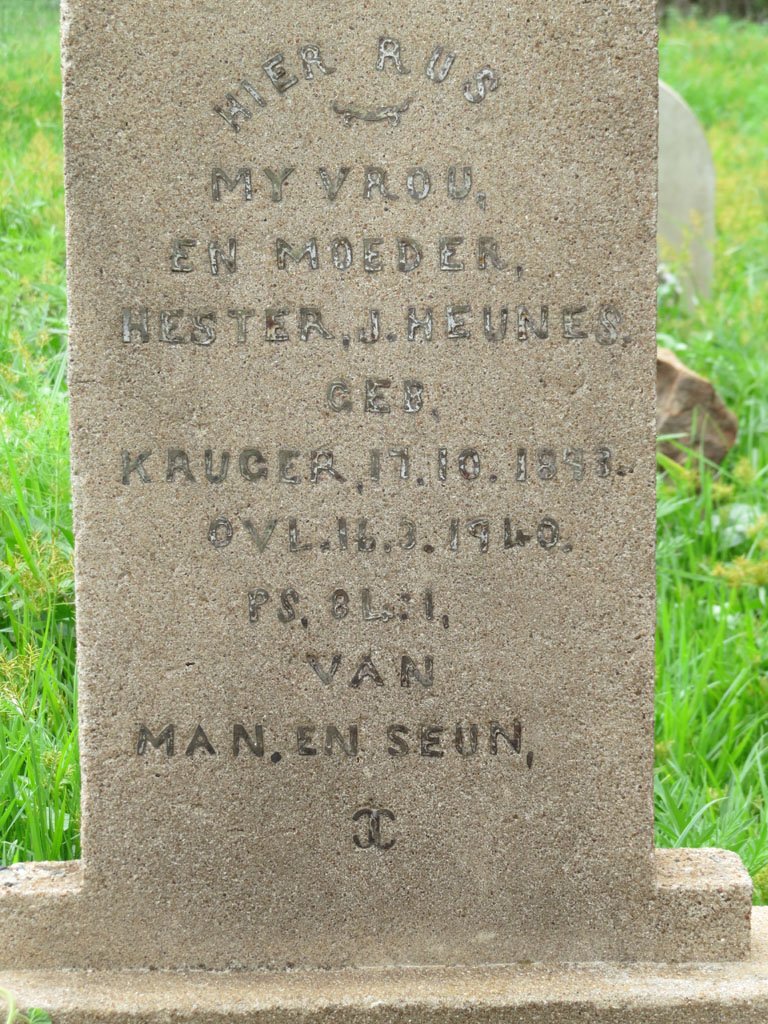 HIER RUS
MY VROU,
EN MOEDER,
HESTER, J. HEUNES.
GEB,
KRUGER, 17. 10. 1893.
OVL. 16. 3. 1940.
PS, 84:1,
VAN
MAN. EN SEUN,